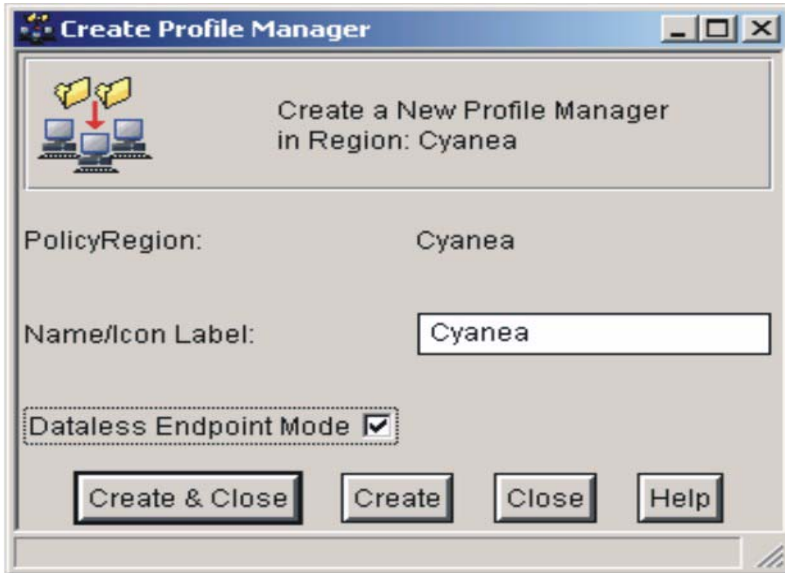 Create Profile Manager
Create a New Profile Manager
in Region: Cyanea
PolicyRegion: Cyanea
Name/Icon Label: Cyanea
Dataless Endpoint Mode
Create & Close Create Close Help